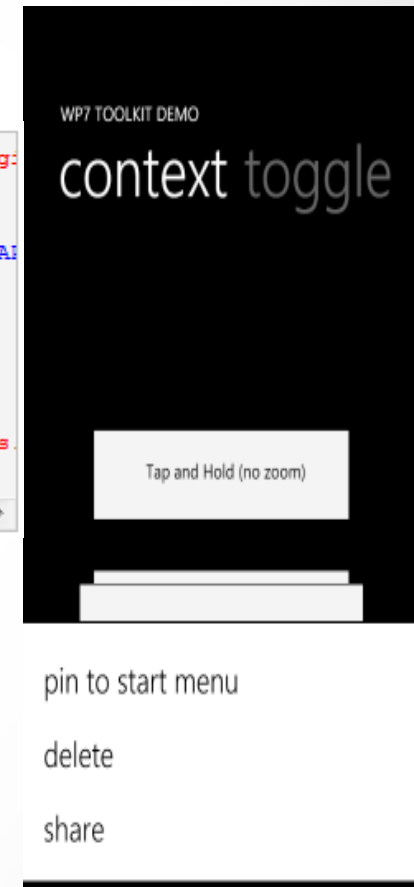 WP7 TOOLKIT DEMO
context toggle
Tap and Hold (no zoom)
pin to start menu
delete
share